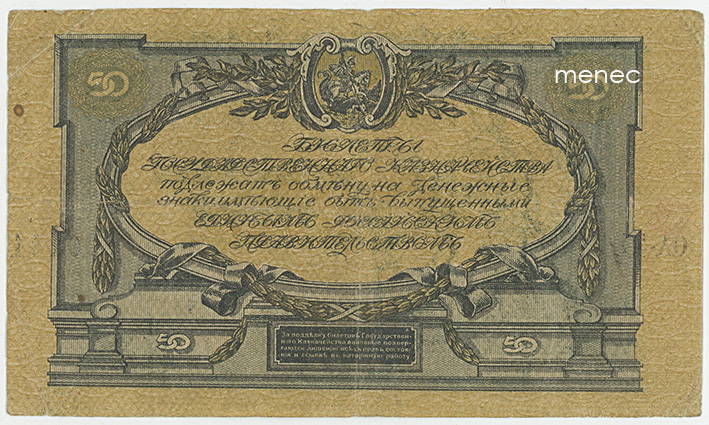 50
menec
50
БИЛЕТЫ
ГОСУДАРСТВЕННАГО КАЗНАЧЕЙСТВА
подлежатъ обмѣну на денежные
знаки, имѣющіе быть выпущенными
ЕДИНЫМЪ РОССІЙСКИМЪ
ПРАВИТЕЛЬСТВОМЪ
50
За поддѣлку билетовъ Государствен-
наго Казначейства виновные подвер-
гаются лишенію всѣхъ правъ состоя-
нія и ссылкѣ въ каторжную работу.
50